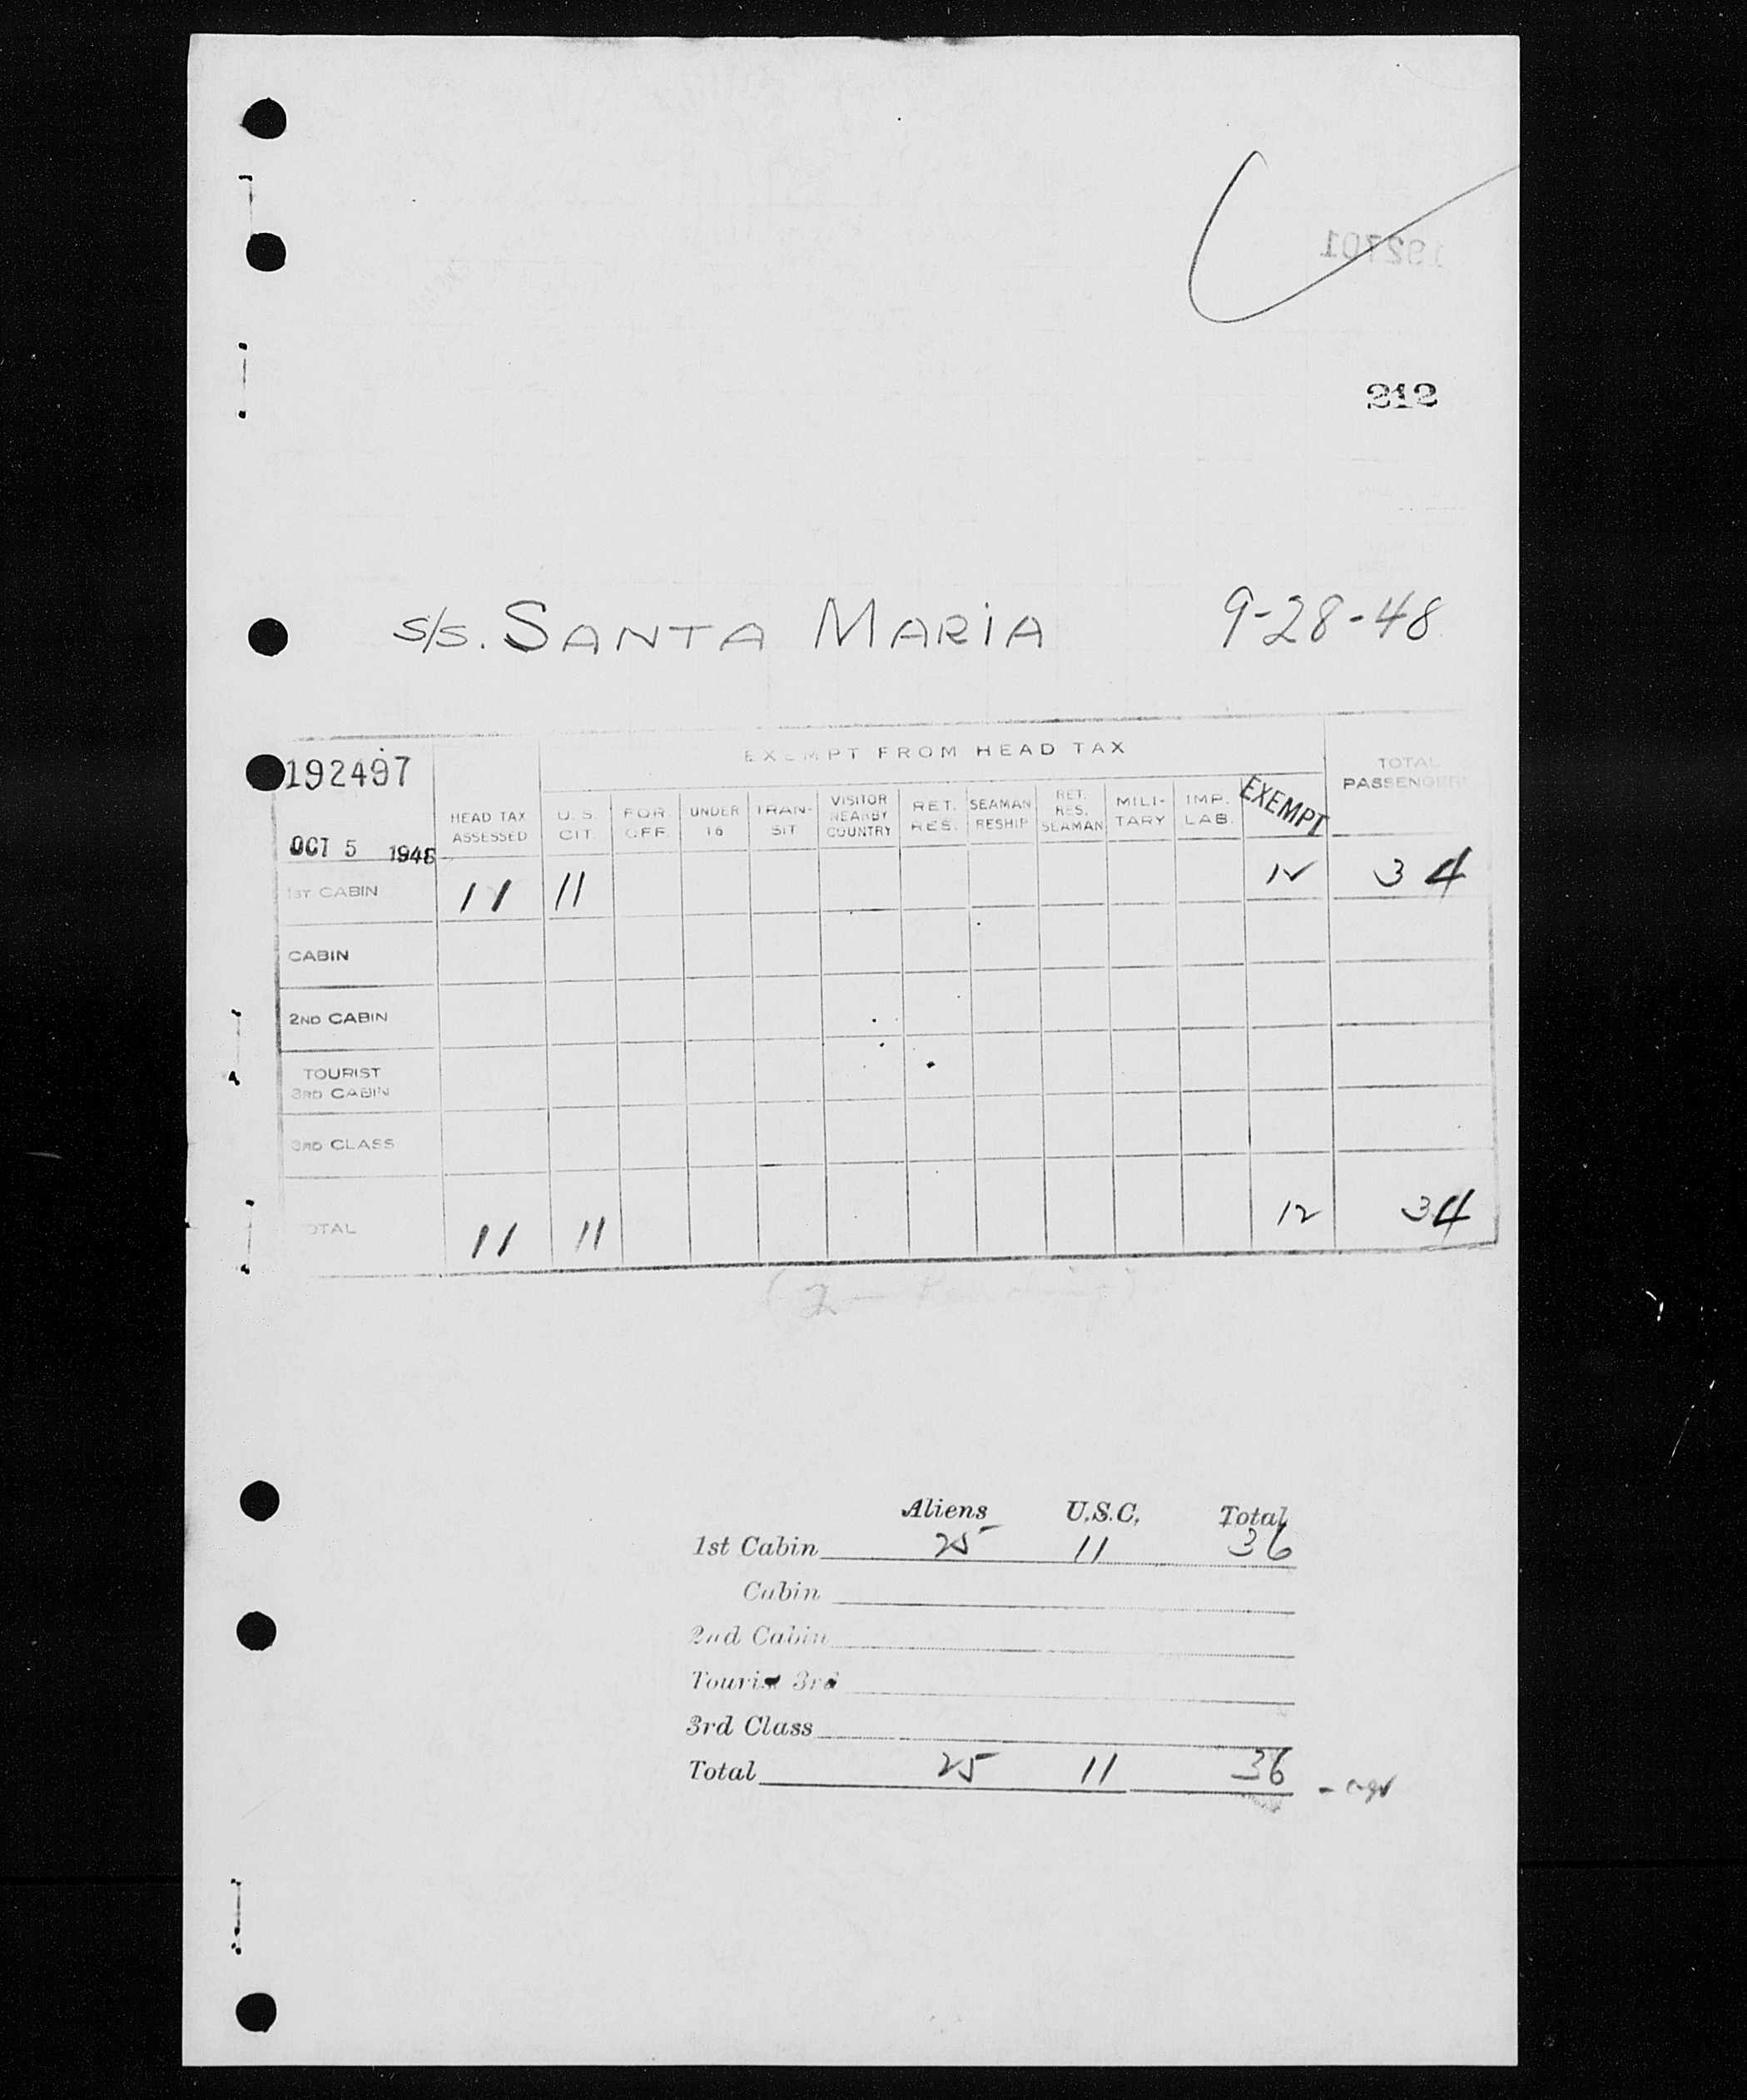 212
S/S. SANTA MARIA 9-28-48
192497
EXEMPT FROM HEAD TAX
HEAD TAX ASSESSED
U. S. CIT.
FOR. OFF.
UNDER 16
TRAN- SIT
VISITOR NEARBY COUNTRY
RET. RES.
SEAMAN RESHIP
RET. RES. SEAMAN
MILI- TARY
IMP. LAB.
EXEMPT
TOTAL PASSENGERS
OCT 5 1948
1ST CABIN 11 11 12 34
CABIN
2ND CABIN
TOURIST
3RD CABIN
3RD CLASS
TOTAL 11 11 12 34
Aliens U.S.C. Total
1st Cabin 25 11 36
Cabin
2nd Cabin
Tourist 3rd
3rd Class
Total 25 11 36